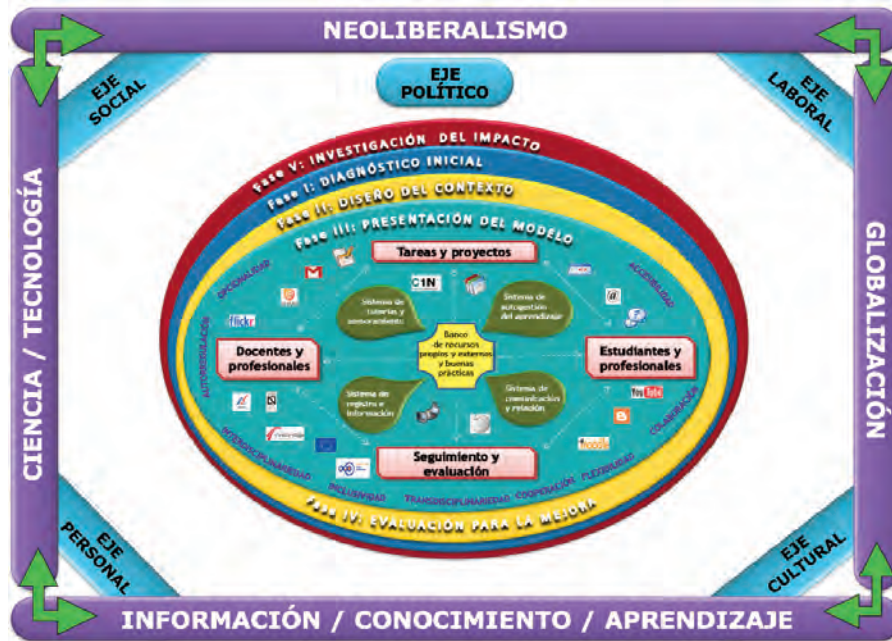 NEOLIBERALISMO
EJE
SOCIAL
EJE
POLÍTICO
EJE
LABORAL
CIENCIA / TECNOLOGÍA
GLOBALIZACIÓN
Fase V: INVESTIGACIÓN DEL IMPACTO
Fase I: DIAGNÓSTICO INICIAL
Fase II: DISEÑO DEL CONTEXTO
Fase III: PRESENTACIÓN DEL MODELO
Tareas y proyectos
OPCIONALIDAD
ACCESIBILIDAD
C1N
flickr
Sistema de
tutorías y
asesoramiento
Sistema de
autogestión
del aprendizaje
AUTORREGULACIÓN
Docentes y
profesionales
Banco
de recursos
propios y externos
y buenas
prácticas
Estudiantes y
profesionales
Sistema de
registro e
información
Sistema de
comunicación
y relación
YouTube
moodle
COLABORACIÓN
Seguimiento y
evaluación
INTERDISCIPLINARIEDAD
INCLUSIVIDAD
TRANSDISCIPLINARIEDAD
COOPERACIÓN
FLEXIBILIDAD
Fase IV: EVALUACIÓN PARA LA MEJORA
EJE
PERSONAL
EJE
CULTURAL
INFORMACIÓN / CONOCIMIENTO / APRENDIZAJE